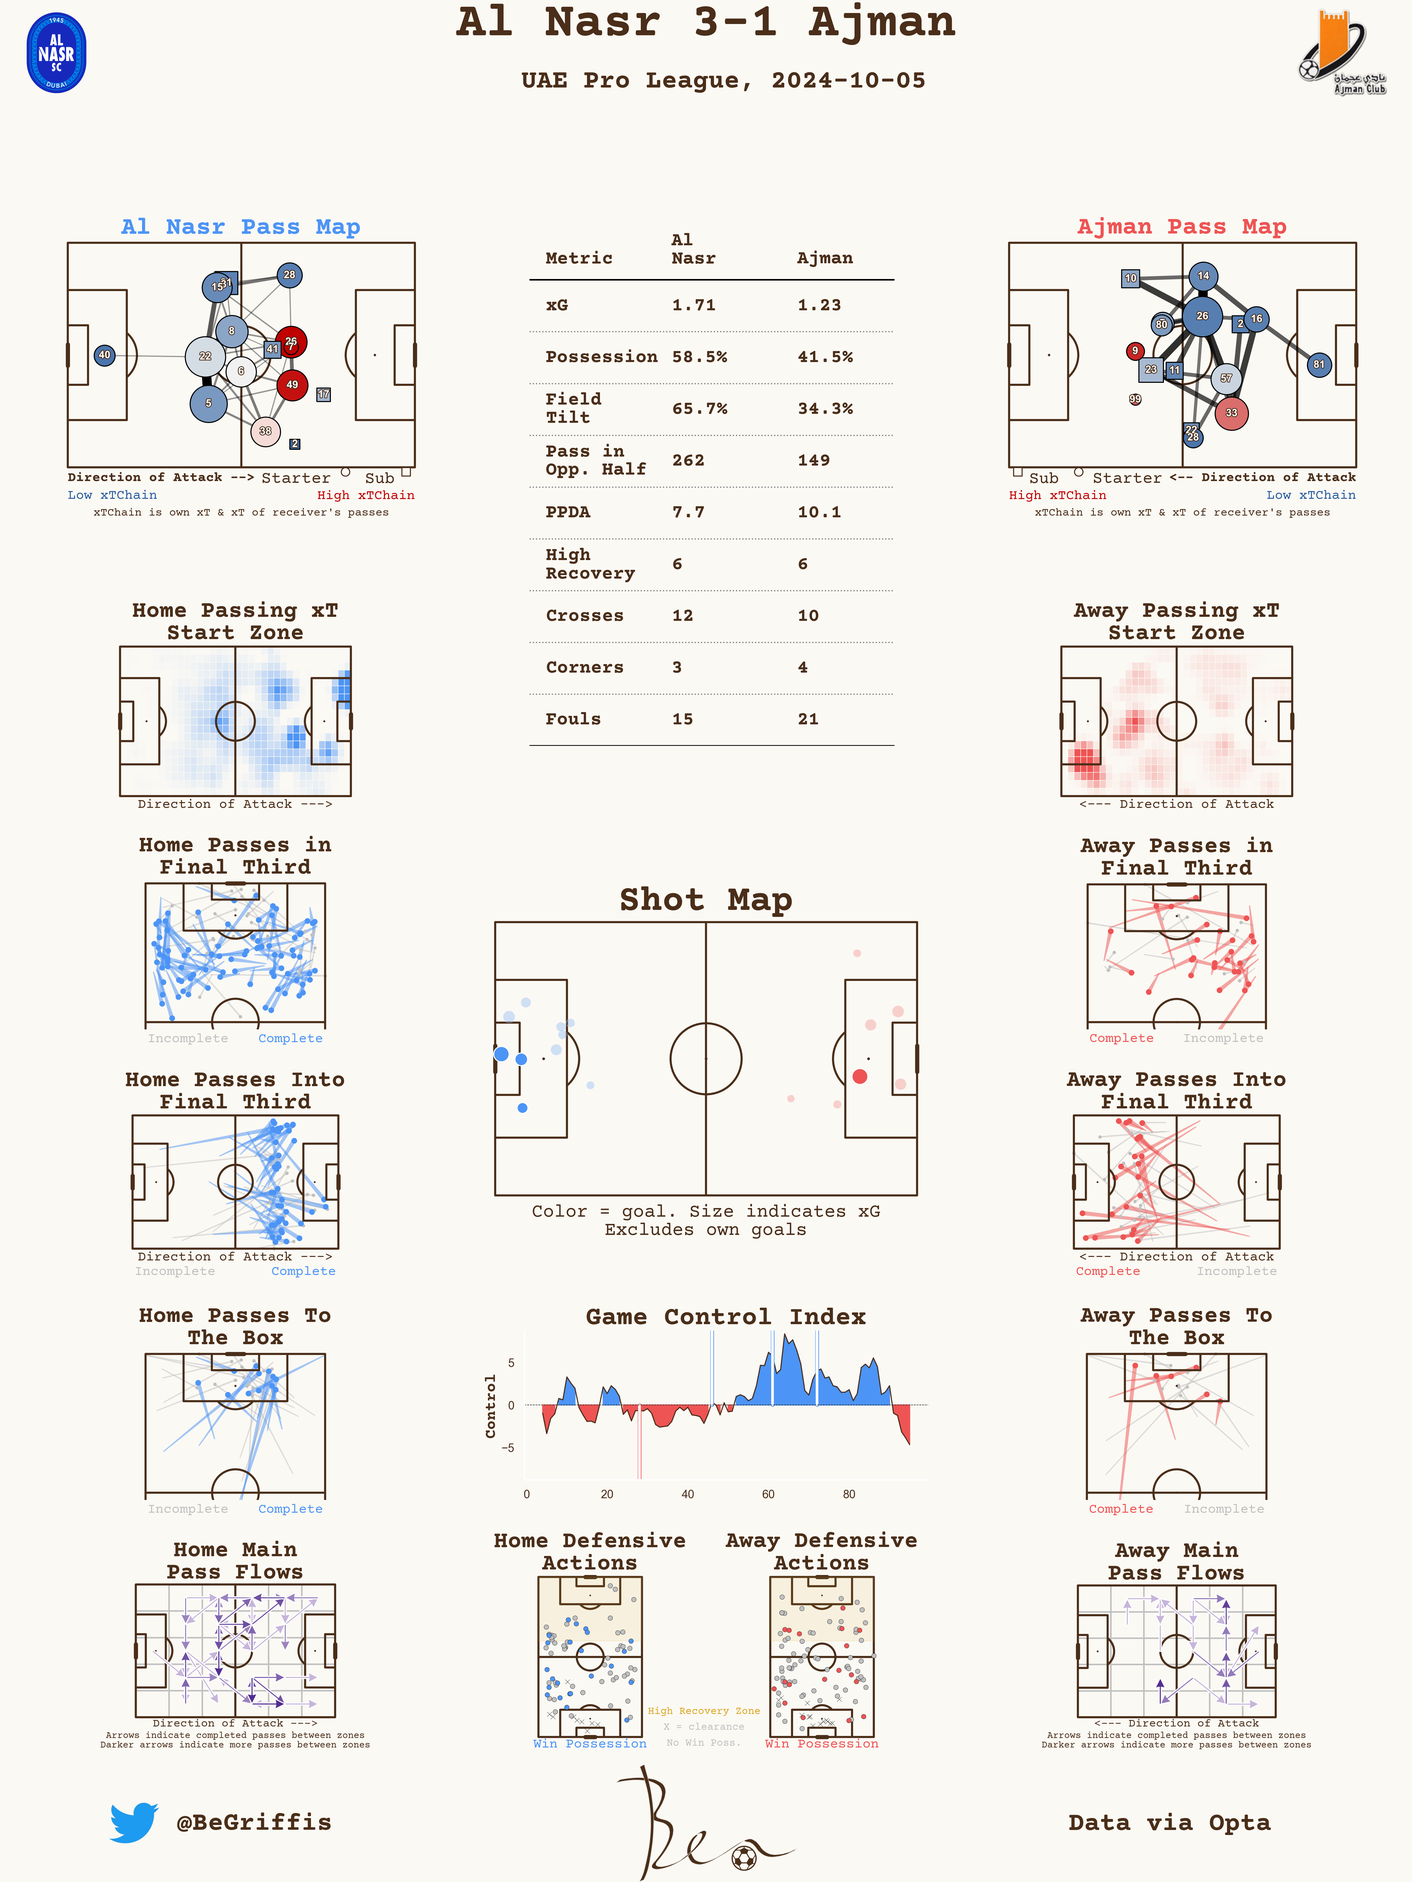 Al Nasr 3-1 Ajman
UAE Pro League, 2024-10-05
1945
AL
NASR
SC
DUBAI
نادي عجمان
Ajman Club
Al Nasr Pass Map
15
31
28
8
26
7
41
40
22
6
49
17
5
38
2
Direction of Attack --> Starter Sub
Low xTChain High xTChain
xTChain is own xT & xT of receiver's passes
Metric Al Nasr Ajman
xG 1.71 1.23
Possession 58.5% 41.5%
Field Tilt 65.7% 34.3%
Pass in Opp. Half 262 149
PPDA 7.7 10.1
High Recovery 6 6
Crosses 12 10
Corners 3 4
Fouls 15 21
Ajman Pass Map
10
14
26
80
2
16
9
23
11
57
81
99
33
22
28
Sub Starter <-- Direction of Attack
High xTChain Low xTChain
xTChain is own xT & xT of receiver's passes
Home Passing xT
Start Zone
Direction of Attack --->
Away Passing xT
Start Zone
<--- Direction of Attack
Home Passes in
Final Third
Incomplete Complete
Away Passes in
Final Third
Complete Incomplete
Shot Map
Color = goal. Size indicates xG
Excludes own goals
Home Passes Into
Final Third
Direction of Attack --->
Incomplete Complete
Away Passes Into
Final Third
<--- Direction of Attack
Complete Incomplete
Home Passes To
The Box
Incomplete Complete
Game Control Index
Control
5
0
−5
0 20 40 60 80
Away Passes To
The Box
Complete Incomplete
Home Main
Pass Flows
Direction of Attack --->
Arrows indicate completed passes between zones
Darker arrows indicate more passes between zones
Home Defensive
Actions
Win Possession
Away Defensive
Actions
Win Possession
High Recovery Zone
X = clearance
No Win Poss.
Away Main
Pass Flows
<--- Direction of Attack
Arrows indicate completed passes between zones
Darker arrows indicate more passes between zones
@BeGriffis
Ben
Data via Opta